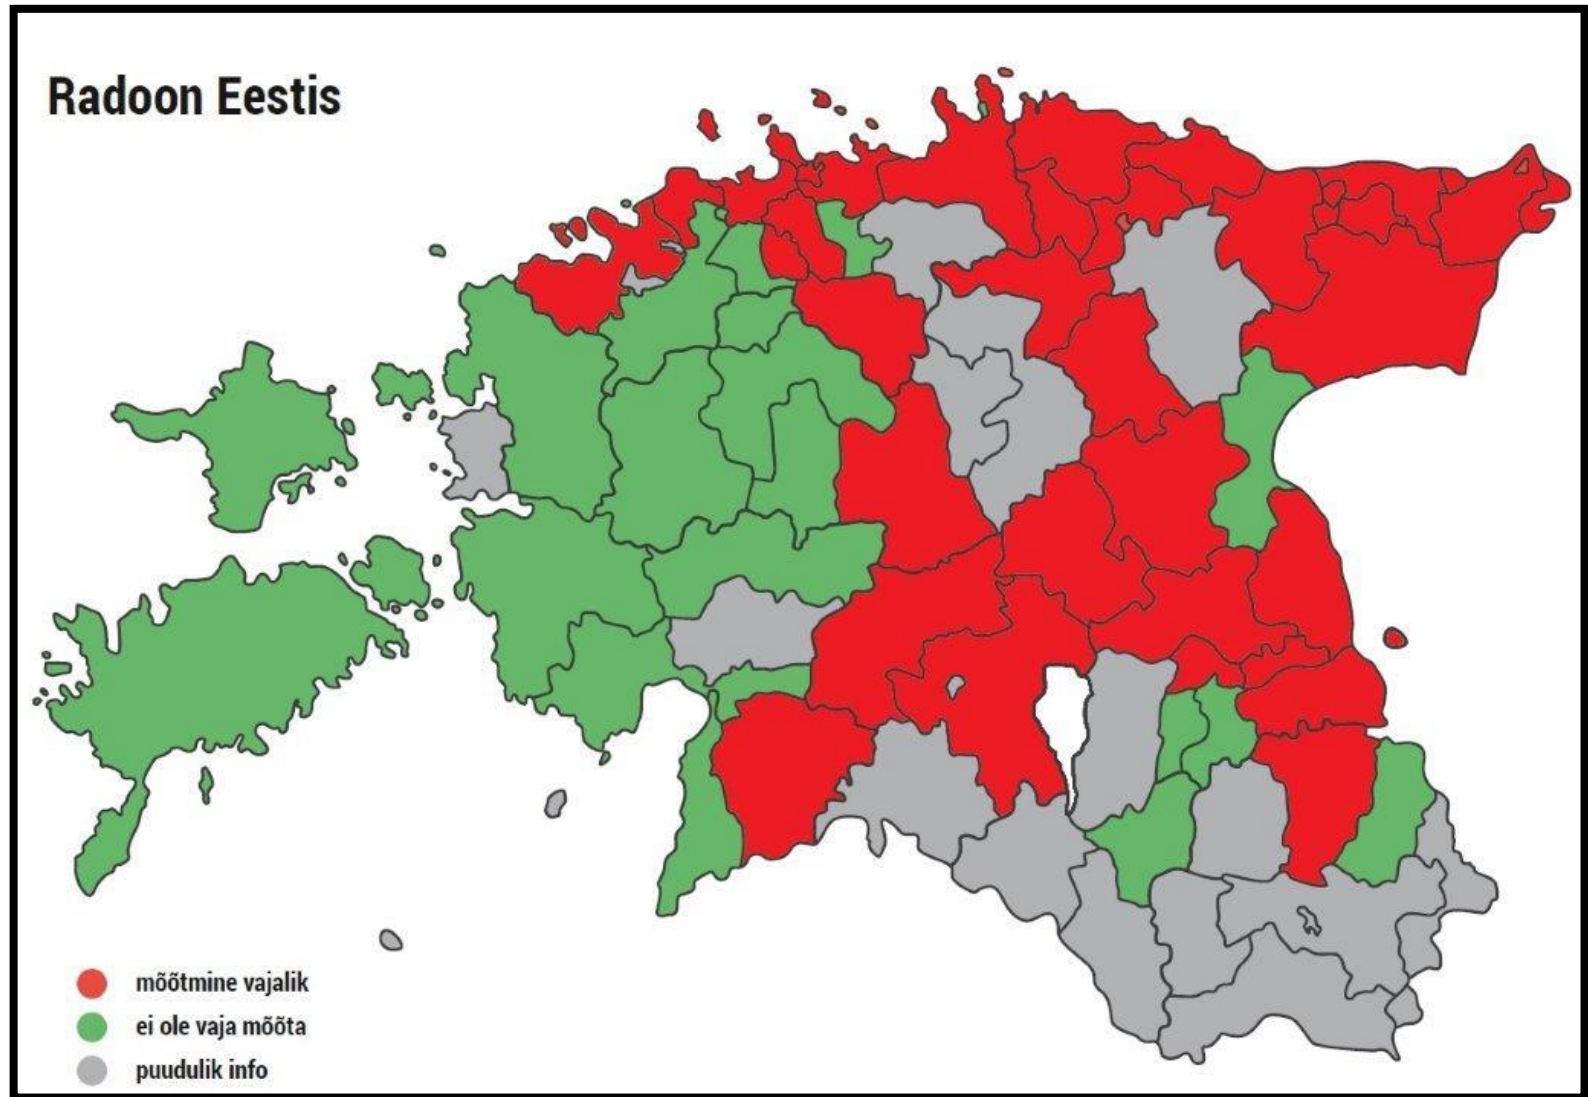 Radoon Eestis
mõõtmine vajalik
ei ole vaja mõõta
puudulik info